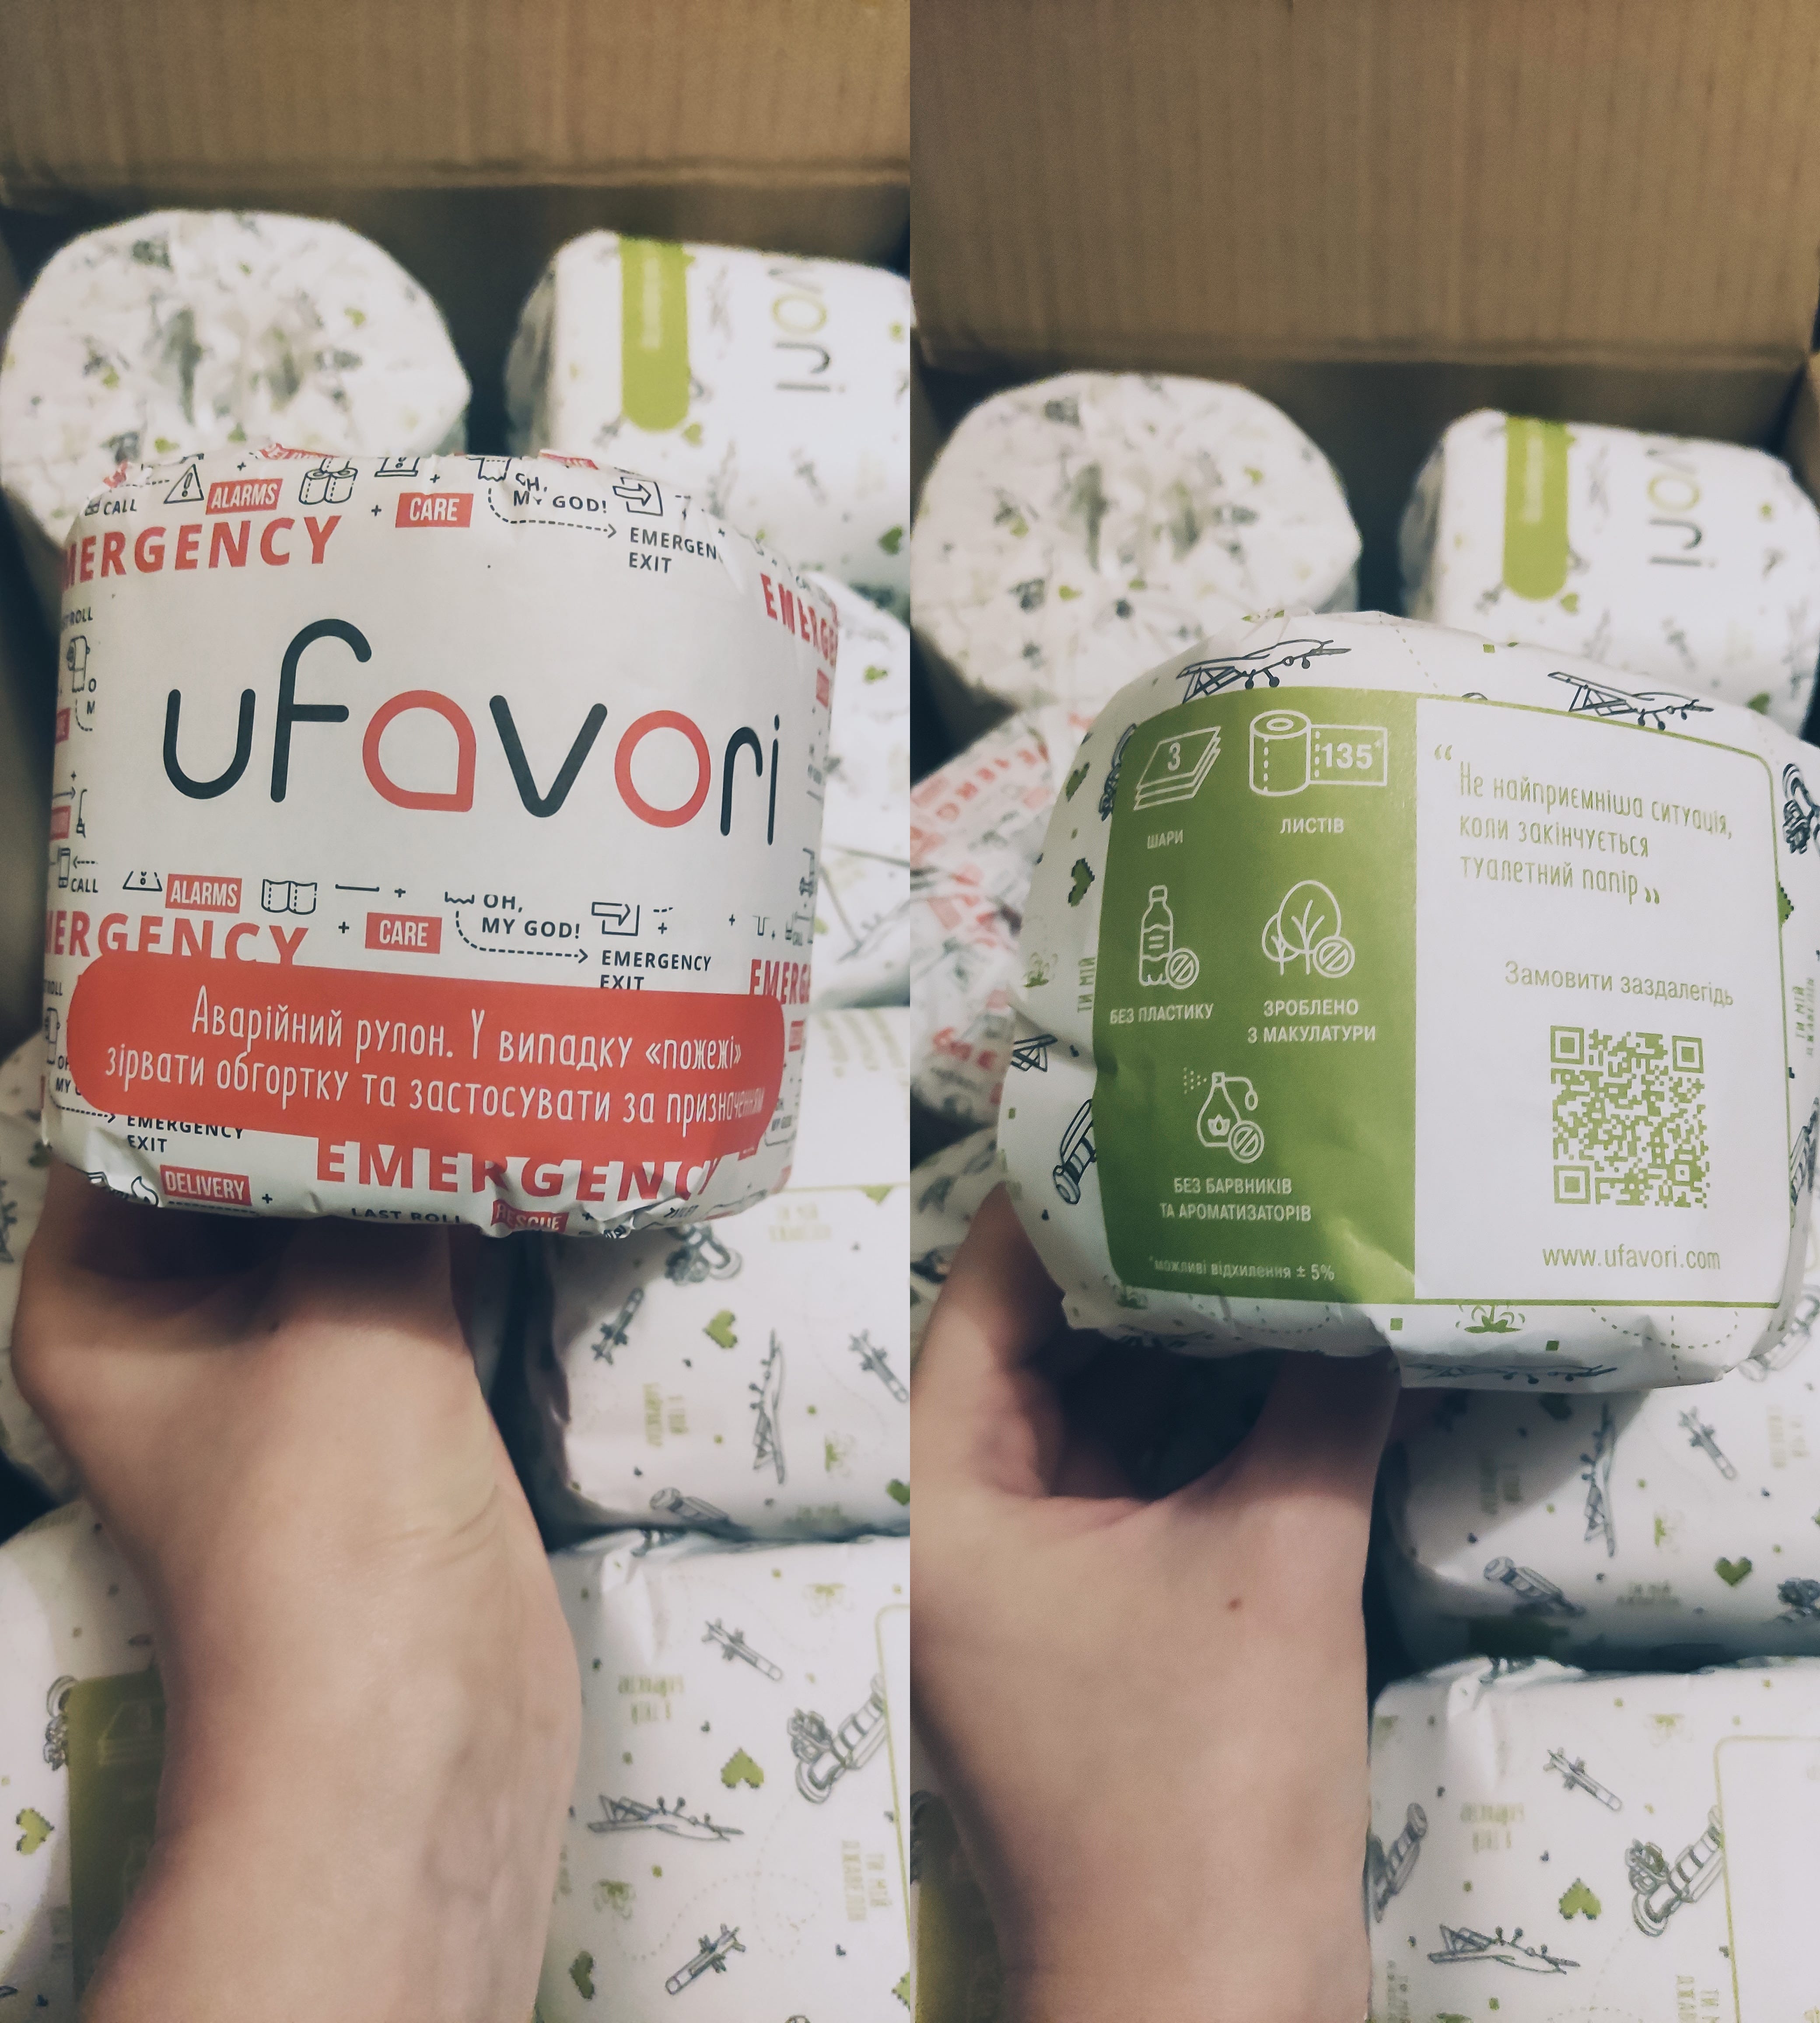 CALL
ALARMS
CARE
OH,
MY GOD!
EMERGENCY
EXIT
ufavori
CALL
ALARMS
CARE
OH,
MY GOD!
EMERGENCY
EXIT
Аварійний рулон. У випадку «пожежі»
зірвати обгортку та застосувати за призначенням
EMERGENCY
EXIT
EMERGENCY
DELIVERY
LAST ROLL
RESCUE
3
ШАРИ
135*
ЛИСТІВ
БЕЗ ПЛАСТИКУ
ЗРОБЛЕНО
З МАКУЛАТУРИ
БЕЗ БАРВНИКІВ
ТА АРОМАТИЗАТОРІВ
*можливі відхилення ± 5%
“Не найприємніша ситуація,
коли закінчується
туалетний папір”
Замовити заздалегідь
www.ufavori.com
ТИ МІЙ